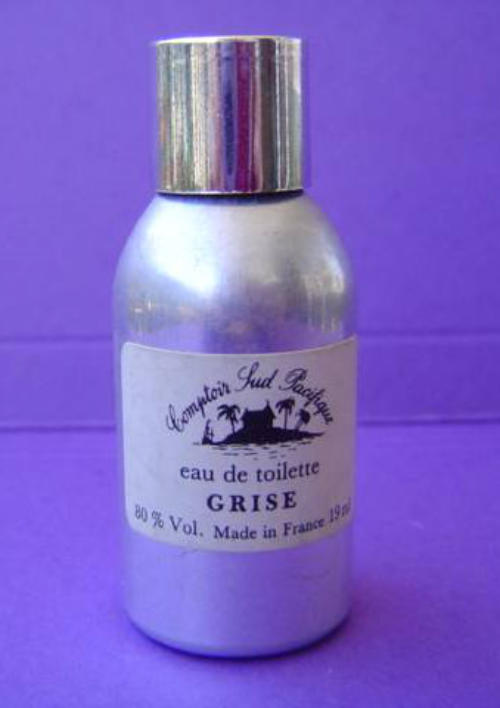 Comptoir Sud Pacifique
eau de toilette
GRISE
80 % Vol. Made in France 19 ml